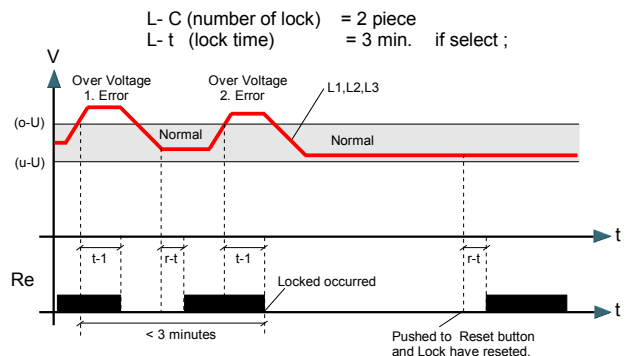 L- C (number of lock) = 2 piece
L- t (lock time) = 3 min. if select ;
V
Over Voltage
1. Error
Over Voltage
2. Error
L1,L2,L3
(o-U)
Normal
Normal
(u-U)
t
t-1
r-t
t-1
r-t
Re
Locked occurred
t
< 3 minutes
Pushed to Reset button
and Lock have reseted.